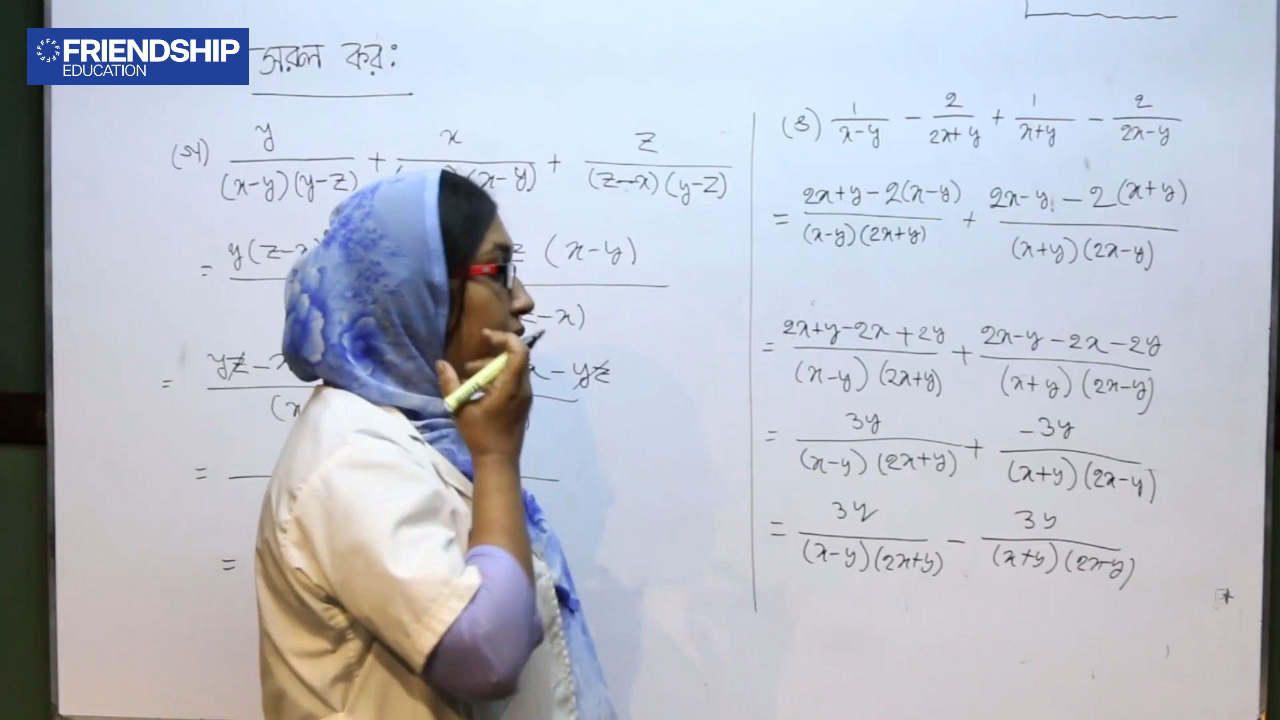 FRIENDSHIP
EDUCATION
সরল কর:
(গ) y/((x-y)(y-z)) + x/( (x-y) + z/((z-x)(y-z))
= y(z-x z (x-y)
z-x)
= yz - x - yz
(x
=
=
(ঙ) 1/(x-y) - 2/(2x+y) + 1/(x+y) - 2/(2x-y)
= (2x+y-2(x-y))/((x-y)(2x+y)) + (2x-y-2(x+y))/((x+y)(2x-y))
= (2x+y-2x+2y)/((x-y)(2x+y)) + (2x-y-2x-2y)/((x+y)(2x-y))
= 3y/((x-y)(2x+y)) + -3y/((x+y)(2x-y))
= 3y/((x-y)(2x+y)) - 3y/((x+y)(2x-y))